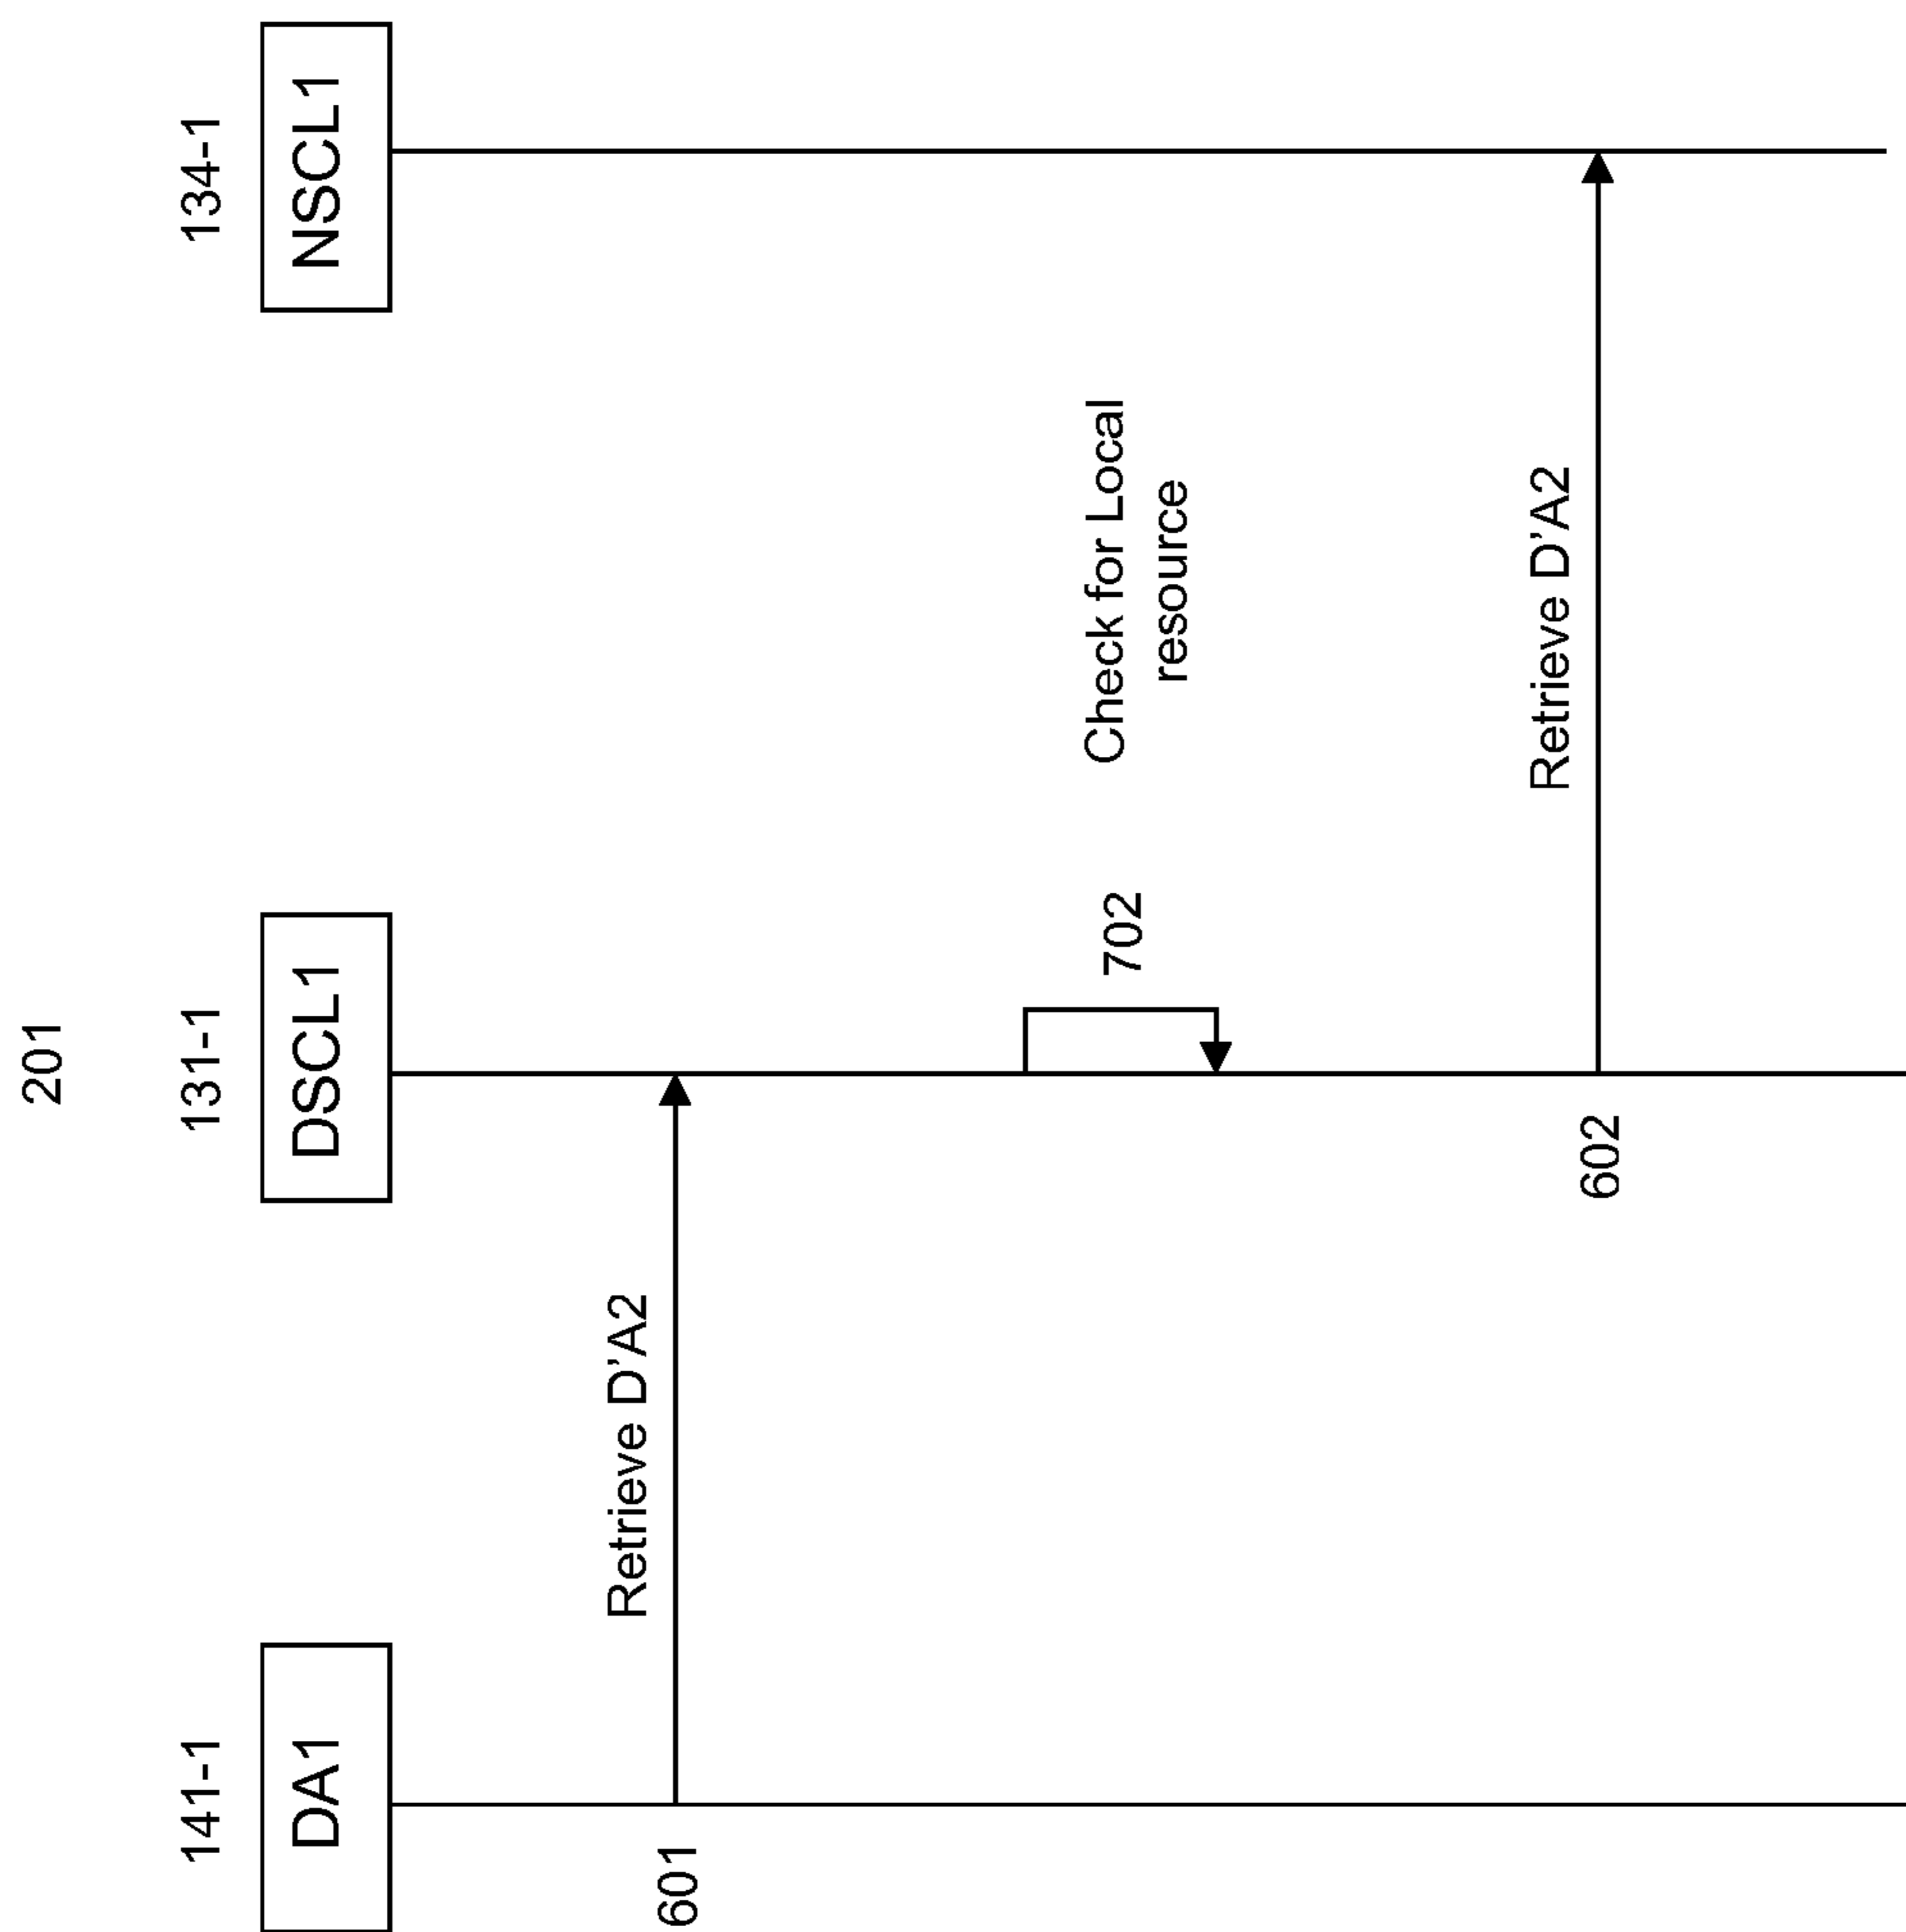 201
141-1
131-1
134-1
DA1
DSCL1
NSCL1
601
Retrieve D'A2
702
Check for Local
resource
602
Retrieve D'A2